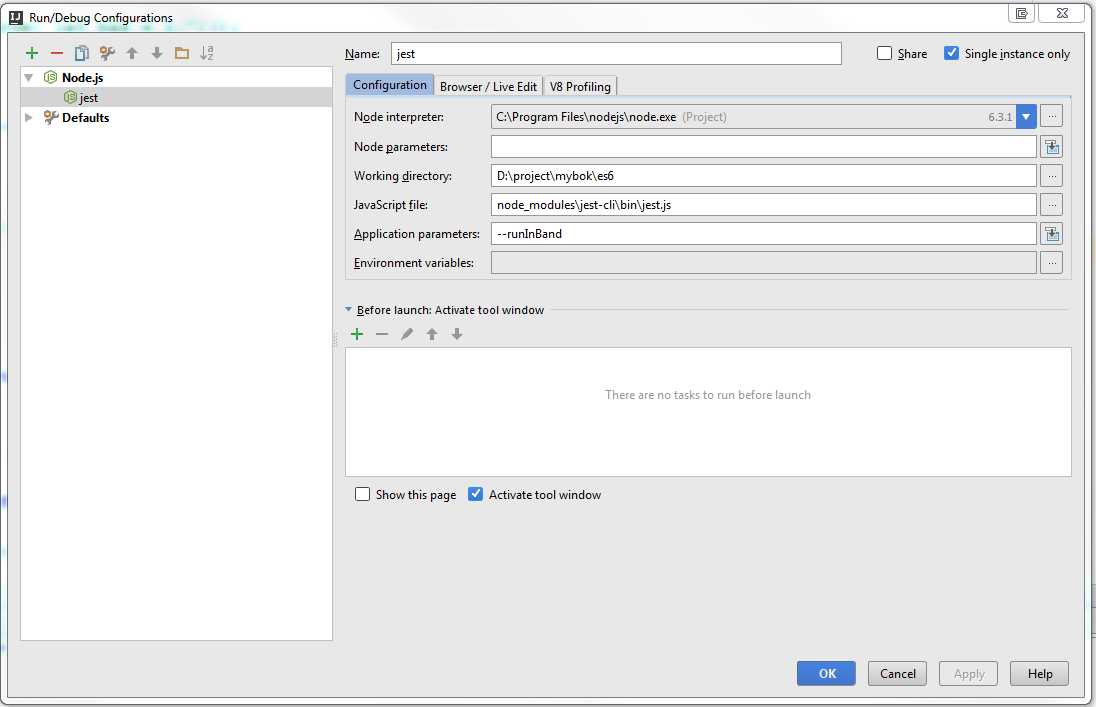 Run/Debug Configurations
Node.js
jest
Defaults
Name: jest
Share
Single instance only
Configuration
Browser / Live Edit
V8 Profiling
Node interpreter: C:\Program Files\nodejs\node.exe (Project) 6.3.1 ...
Node parameters:
Working directory: D:\project\mybok\es6 ...
JavaScript file: node_modules\jest-cli\bin\jest.js ...
Application parameters: --runInBand
Environment variables: ...
Before launch: Activate tool window
There are no tasks to run before launch
Show this page
Activate tool window
OK
Cancel
Apply
Help